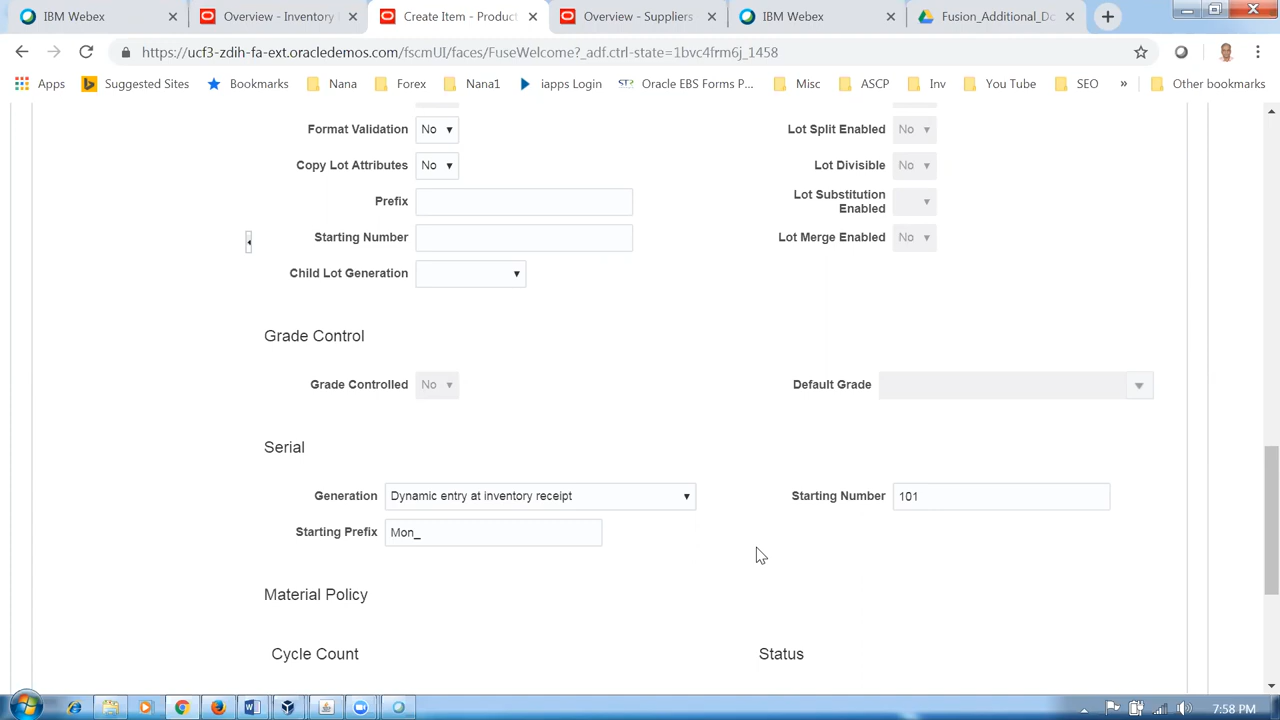 IBM Webex
Overview - Inventory
Create Item - Product
Overview - Suppliers
IBM Webex
Fusion_Additional_Do
https://ucf3-zdih-fa-ext.oracledemos.com/fscmUI/faces/FuseWelcome?_adf.ctrl-state=1bvc4frm6j_1458
Apps Suggested Sites Bookmarks Nana Forex Nana1 iapps Login Oracle EBS Forms P... Misc ASCP Inv You Tube SEO » Other bookmarks
Format Validation No Lot Split Enabled No
Copy Lot Attributes No Lot Divisible No
Prefix Lot Substitution
Enabled
Starting Number Lot Merge Enabled No
Child Lot Generation
Grade Control
Grade Controlled No Default Grade
Serial
Generation Dynamic entry at inventory receipt Starting Number 101
Starting Prefix Mon_
Material Policy
Cycle Count Status
7:58 PM